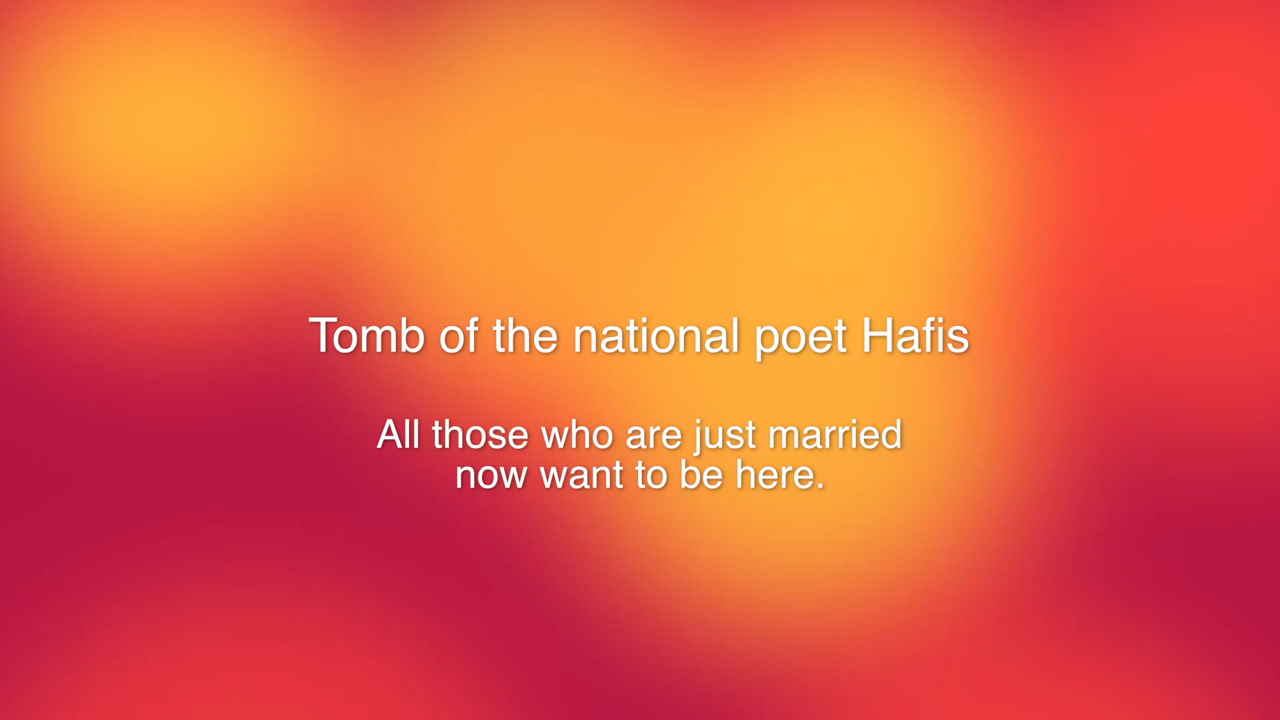 Tomb of the national poet Hafis
All those who are just married
now want to be here.